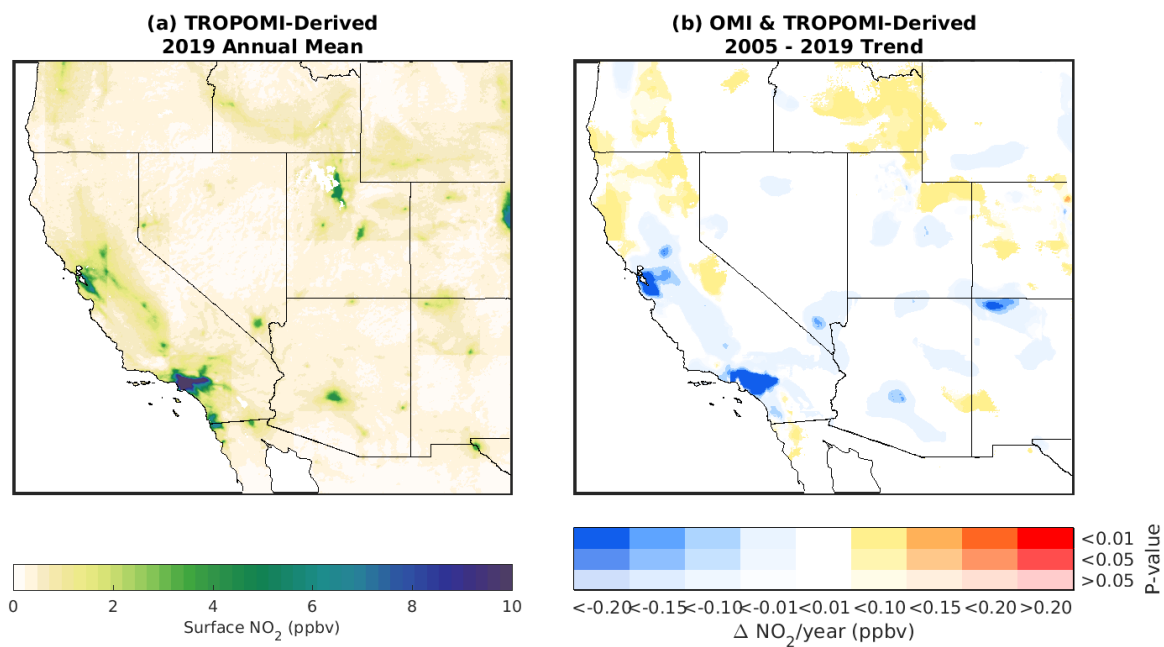 (a) TROPOMI-Derived
2019 Annual Mean
(b) OMI & TROPOMI-Derived
2005 - 2019 Trend
0 2 4 6 8 10
Surface NO2 (ppbv)
<0.01
<0.05
>0.05
P-value
<-0.20 <-0.15 <-0.10 <-0.01 <0.01 <0.10 <0.15 <0.20 >0.20
Δ NO2/year (ppbv)